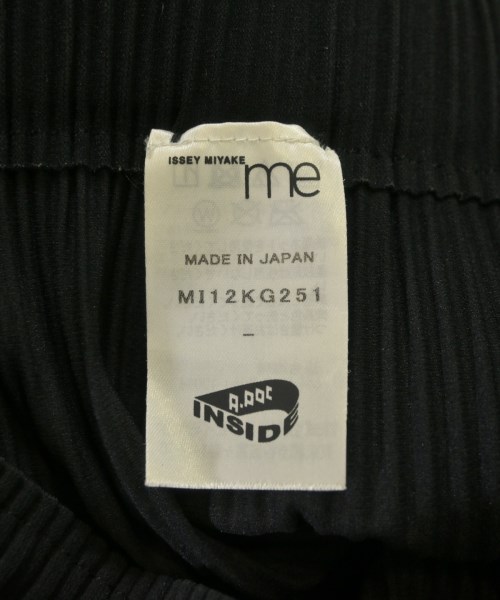 ISSEY MIYAKE
me
MADE IN JAPAN
MI12KG251
–
A.POC
INSIDE